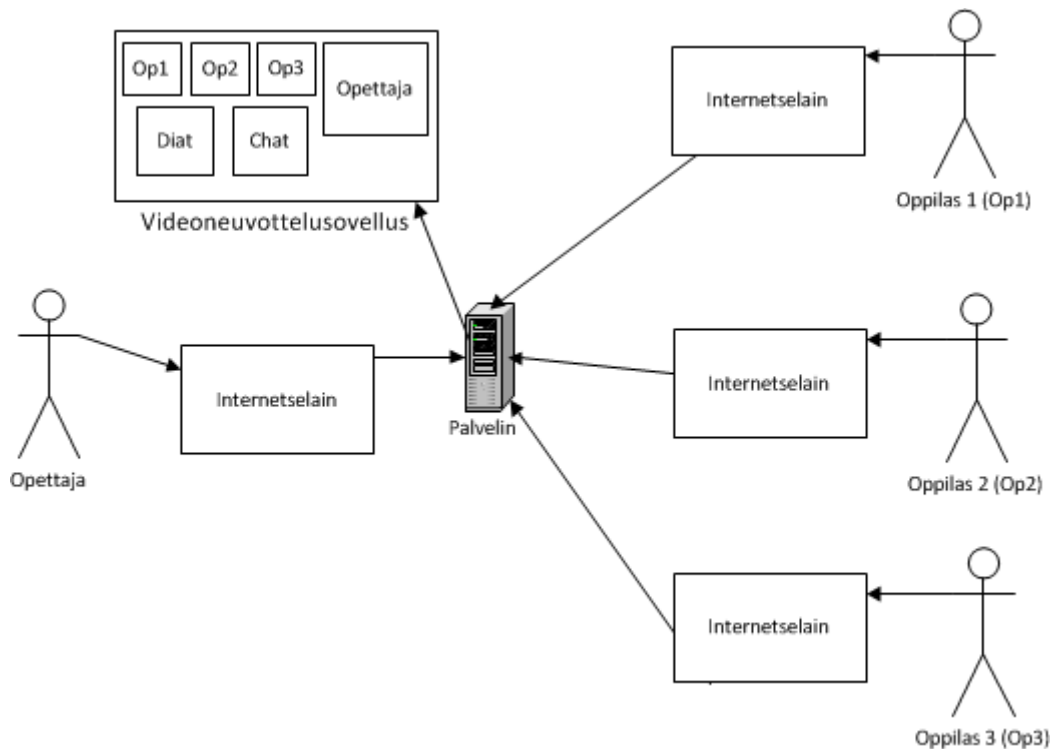 Op1
Op2
Op3
Opettaja
Diat
Chat
Videoneuvottelusovellus
Internetselain
Oppilas 1 (Op1)
Internetselain
Opettaja
Palvelin
Internetselain
Oppilas 2 (Op2)
Internetselain
Oppilas 3 (Op3)